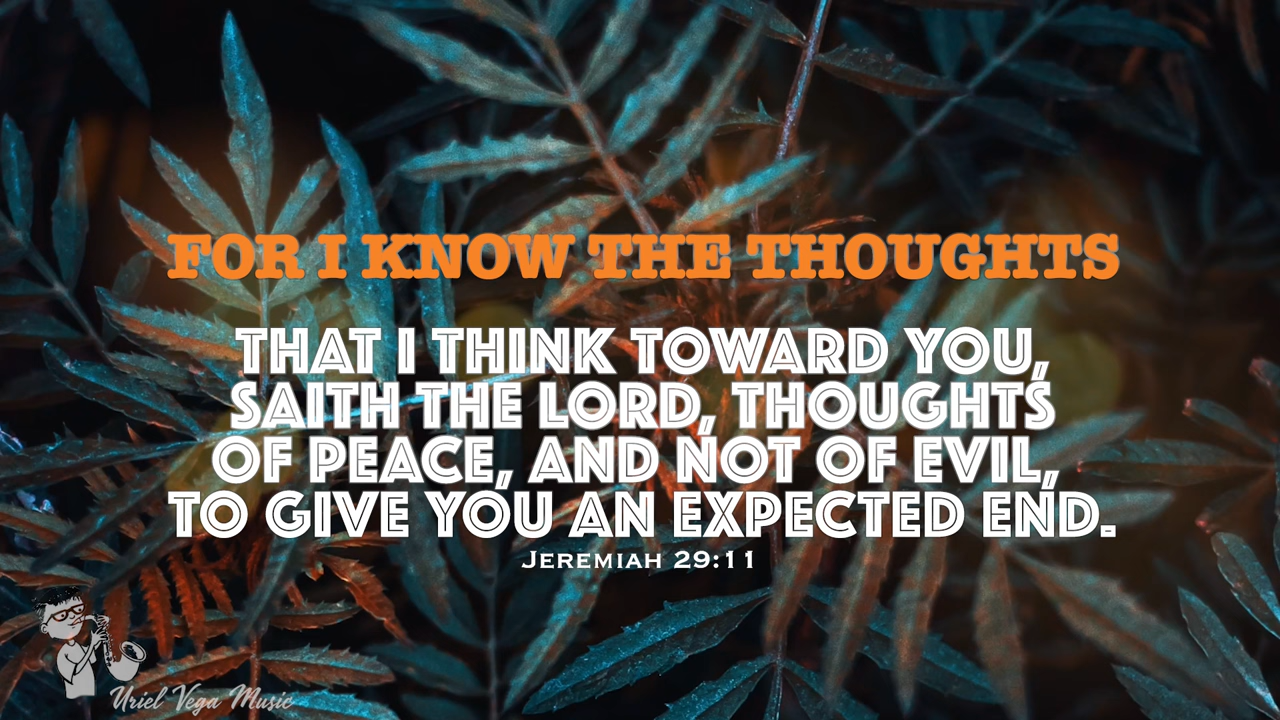 FOR I KNOW THE THOUGHTS
THAT I THINK TOWARD YOU,
SAITH THE LORD, THOUGHTS
OF PEACE, AND NOT OF EVIL,
TO GIVE YOU AN EXPECTED END.
JEREMIAH 29:11
Uriel Vega Music